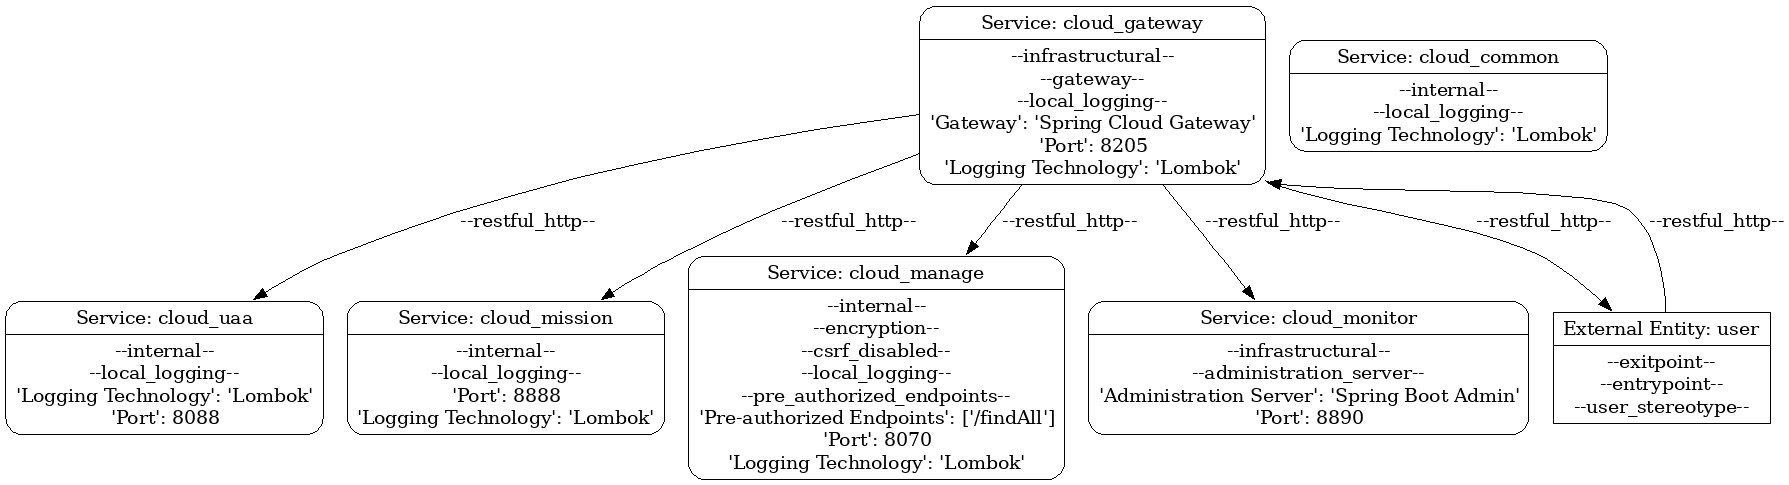 Service: cloud_gateway
--infrastructural--
--gateway--
--local_logging--
'Gateway': 'Spring Cloud Gateway'
'Port': 8205
'Logging Technology': 'Lombok'
Service: cloud_common
--internal--
--local_logging--
'Logging Technology': 'Lombok'
--restful_http--
--restful_http--
--restful_http--
--restful_http--
--restful_http--
--restful_http--
Service: cloud_uaa
--internal--
--local_logging--
'Logging Technology': 'Lombok'
'Port': 8088
Service: cloud_mission
--internal--
--local_logging--
'Port': 8888
'Logging Technology': 'Lombok'
Service: cloud_manage
--internal--
--encryption--
--csrf_disabled--
--local_logging--
--pre_authorized_endpoints--
'Pre-authorized Endpoints': ['/findAll']
'Port': 8070
'Logging Technology': 'Lombok'
Service: cloud_monitor
--infrastructural--
--administration_server--
'Administration Server': 'Spring Boot Admin'
'Port': 8890
External Entity: user
--exitpoint--
--entrypoint--
--user_stereotype--